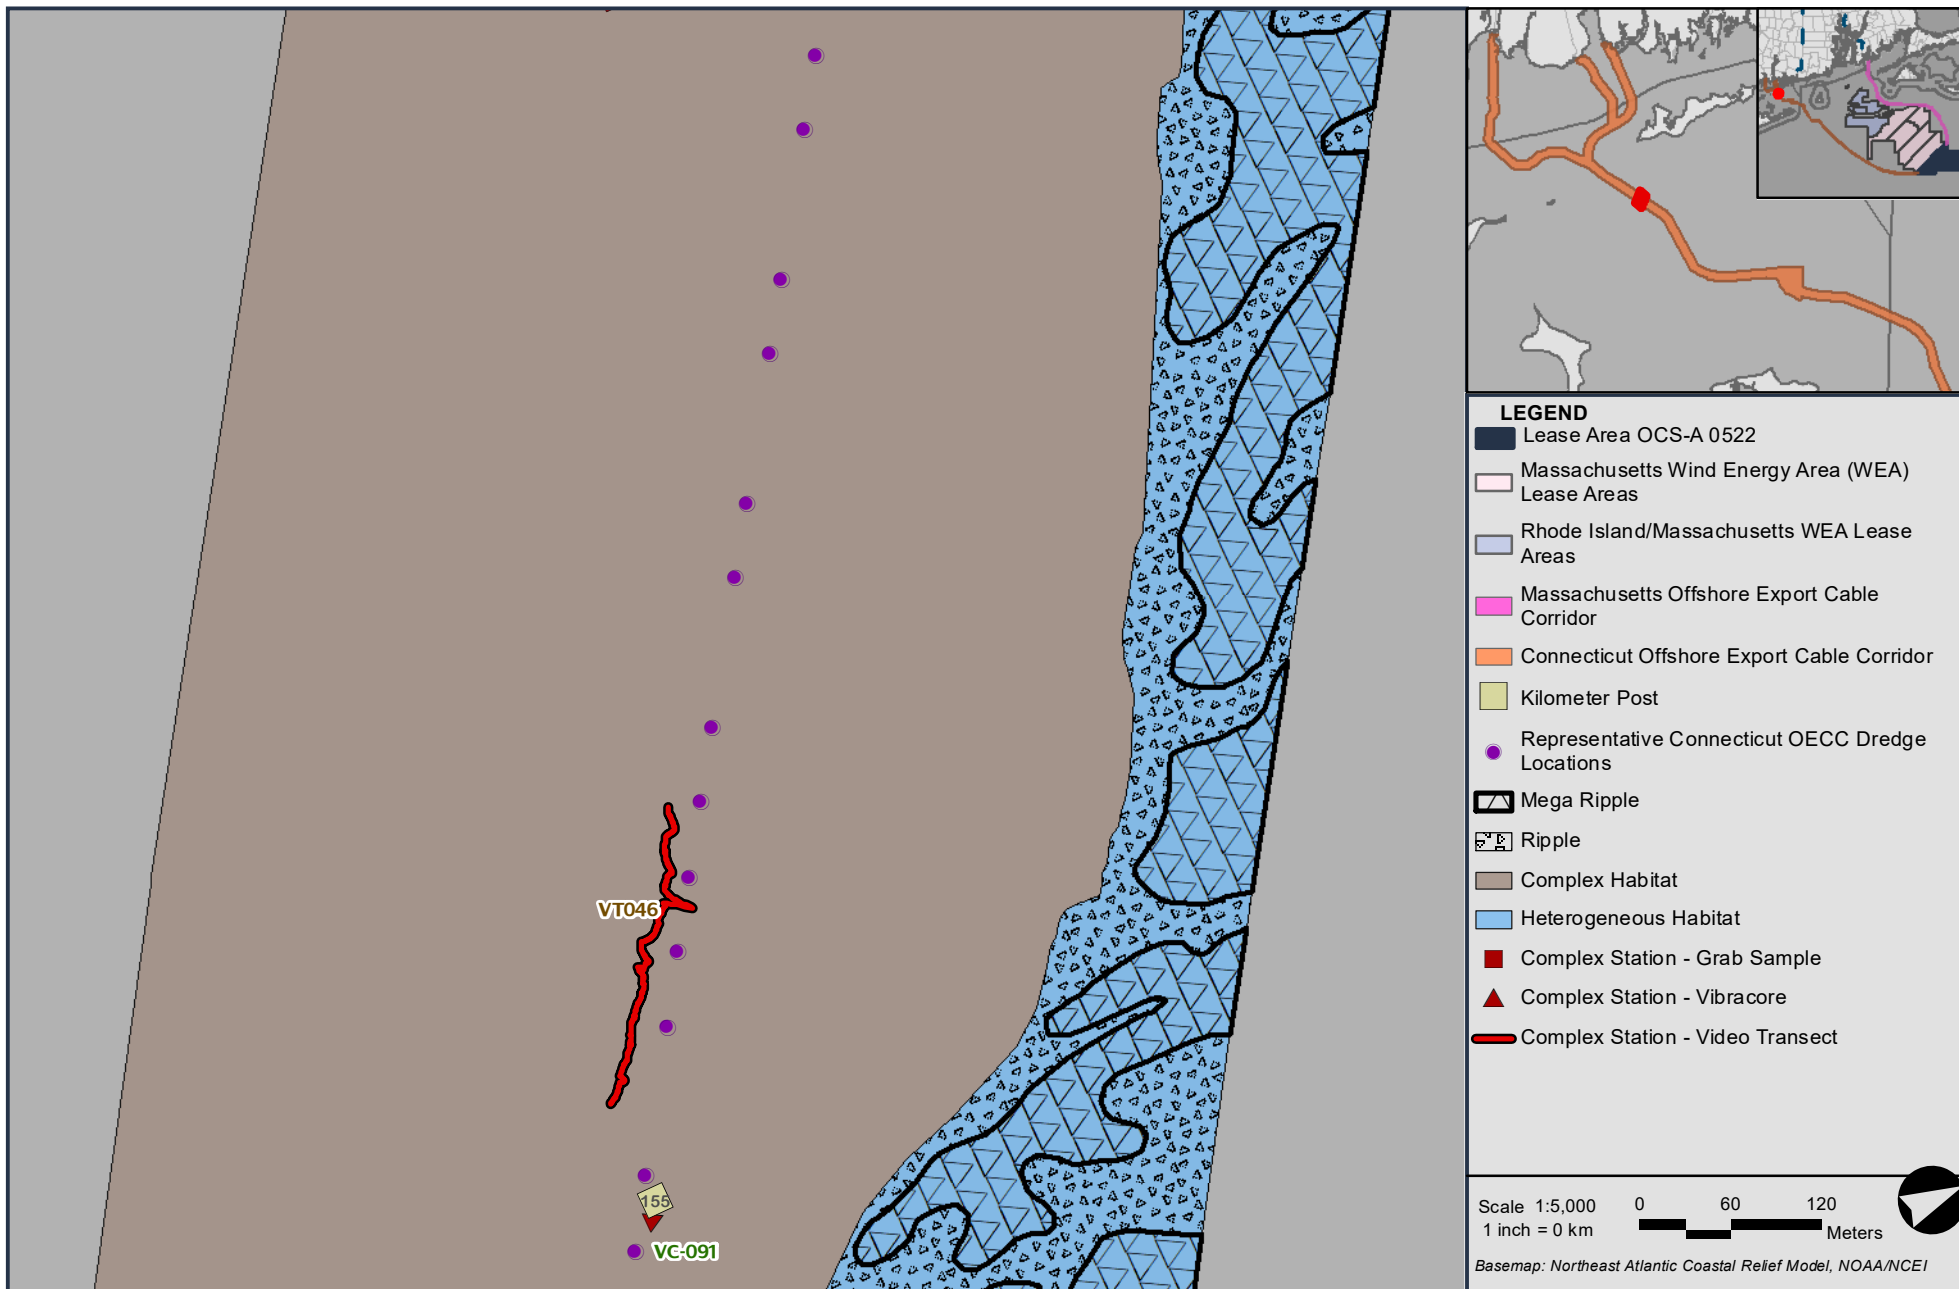 VT046
155
VC-091
LEGEND
Lease Area OCS-A 0522
Massachusetts Wind Energy Area (WEA)
Lease Areas
Rhode Island/Massachusetts WEA Lease
Areas
Massachusetts Offshore Export Cable
Corridor
Connecticut Offshore Export Cable Corridor
Kilometer Post
Representative Connecticut OECC Dredge
Locations
Mega Ripple
Ripple
Complex Habitat
Heterogeneous Habitat
Complex Station - Grab Sample
Complex Station - Vibracore
Complex Station - Video Transect
Scale 1:5,000
1 inch = 0 km
0 60 120
Meters
Basemap: Northeast Atlantic Coastal Relief Model, NOAA/NCEI